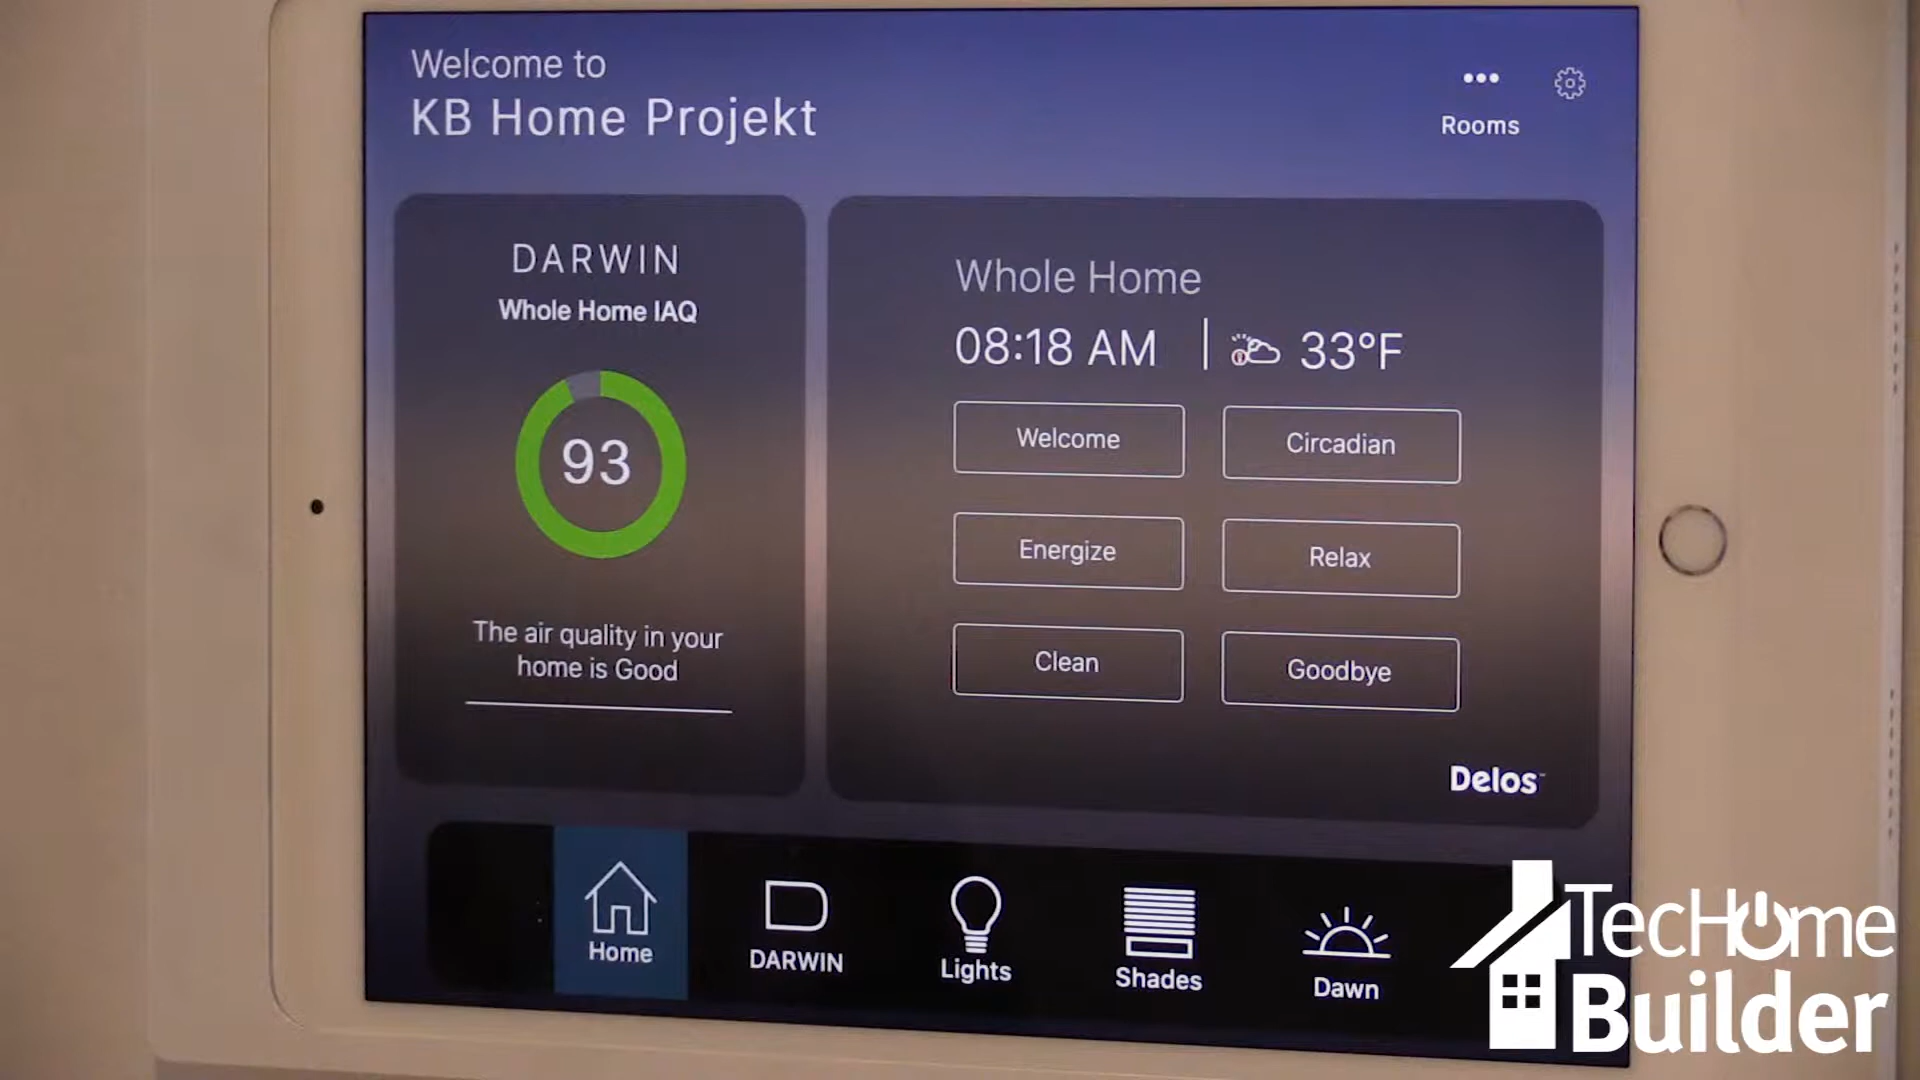 Welcome to
KB Home Projekt
Rooms
DARWIN
Whole Home IAQ
93
The air quality in your
home is Good
Whole Home
08:18 AM | 33°F
Welcome
Circadian
Energize
Relax
Clean
Goodbye
Delos™
Home
DARWIN
Lights
Shades
Dawn
TecHome
Builder